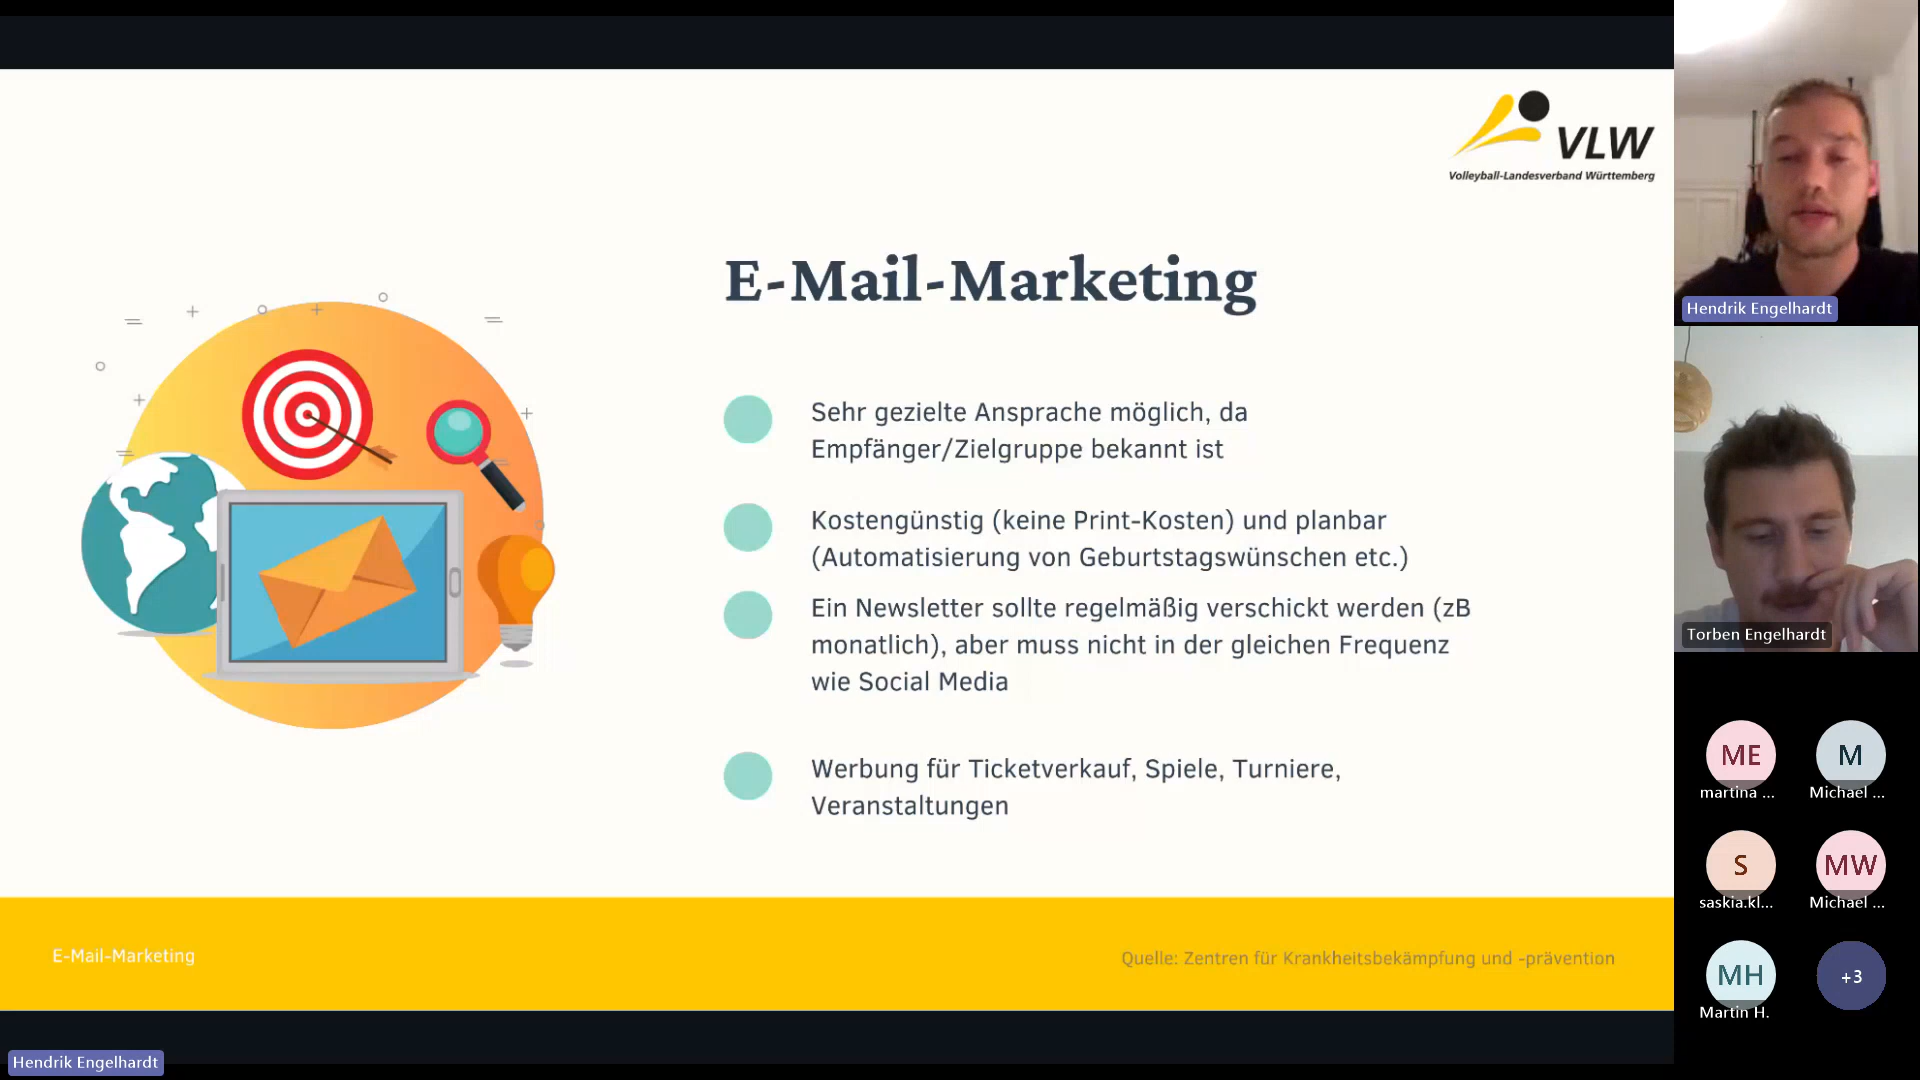 VLW
Volleyball-Landesverband Württemberg
E-Mail-Marketing
Sehr gezielte Ansprache möglich, da
Empfänger/Zielgruppe bekannt ist
Kostengünstig (keine Print-Kosten) und planbar
(Automatisierung von Geburtstagswünschen etc.)
Ein Newsletter sollte regelmäßig verschickt werden (zB
monatlich), aber muss nicht in der gleichen Frequenz
wie Social Media
Werbung für Ticketverkauf, Spiele, Turniere,
Veranstaltungen
E-Mail-Marketing
Quelle: Zentren für Krankheitsbekämpfung und -prävention
Hendrik Engelhardt
Hendrik Engelhardt
Torben Engelhardt
ME
martina ...
M
Michael ...
S
saskia.kl...
MW
Michael ...
MH
Martin H.
+3